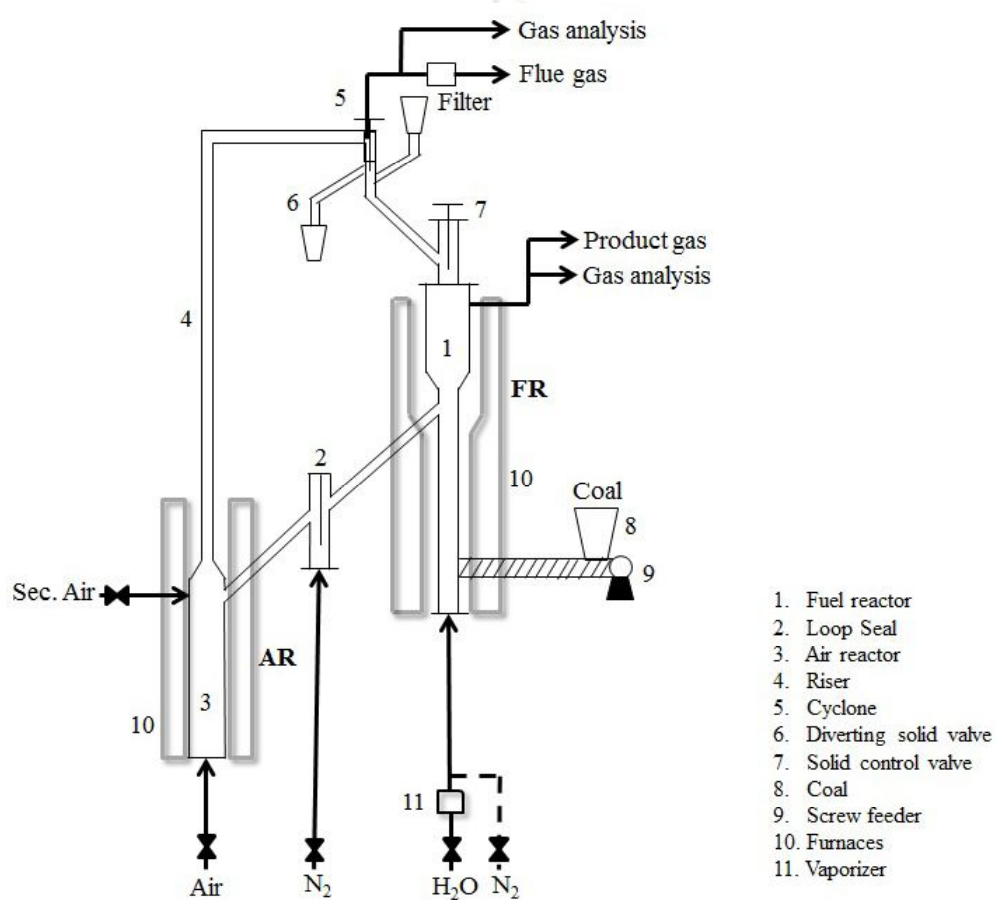 Gas analysis
Flue gas
Filter
5
6
7
Product gas
Gas analysis
4
1
FR
2
10
Coal
8
9
Sec. Air
AR
3
10
11
Air
N₂
H₂O
N₂
1. Fuel reactor
2. Loop Seal
3. Air reactor
4. Riser
5. Cyclone
6. Diverting solid valve
7. Solid control valve
8. Coal
9. Screw feeder
10. Furnaces
11. Vaporizer